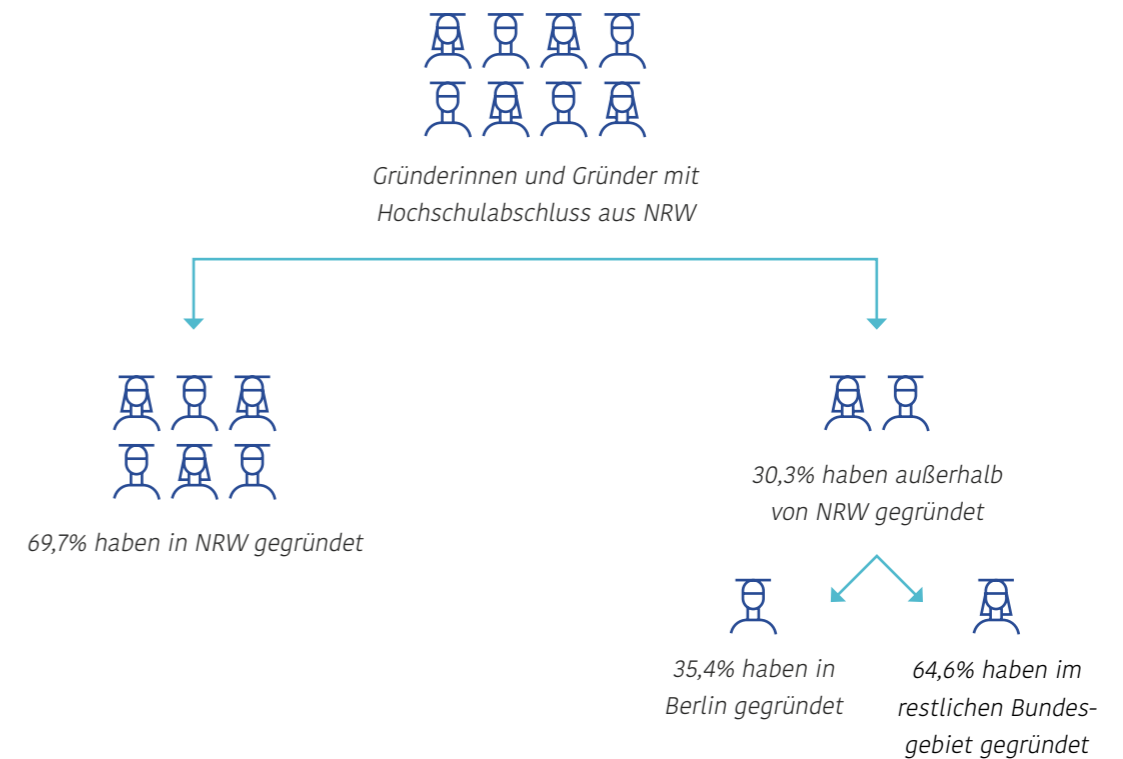 Gründerinnen und Gründer mit
Hochschulabschluss aus NRW
69,7% haben in NRW gegründet
30,3% haben außerhalb
von NRW gegründet
35,4% haben in
Berlin gegründet
64,6% haben im
restlichen Bundes-
gebiet gegründet